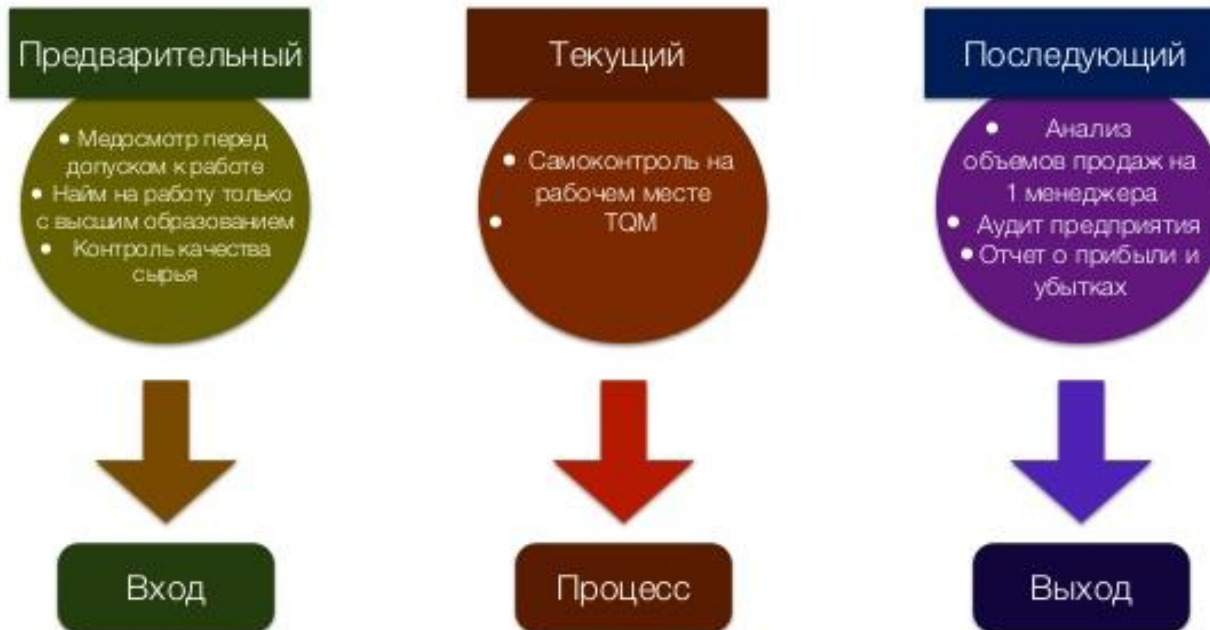 Предварительный
• Медосмотр перед
допуском к работе
• Найм на работу только
с высшим образованием
• Контроль качества
сырья
Вход
Текущий
• Самоконтроль на
рабочем месте
• TQM
Процесс
Последующий
• Анализ
объемов продаж на
1 менеджера
• Аудит предприятия
• Отчет о прибыли и
убытках
Выход